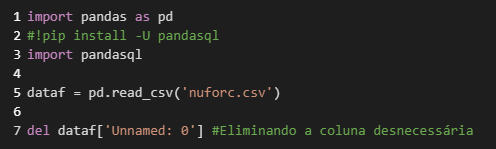 1 import pandas as pd
2 #!pip install -U pandasql
3 import pandasql
4
5 dataf = pd.read_csv('nuforc.csv')
6
7 del dataf['Unnamed: 0'] #Eliminando a coluna desnecessária